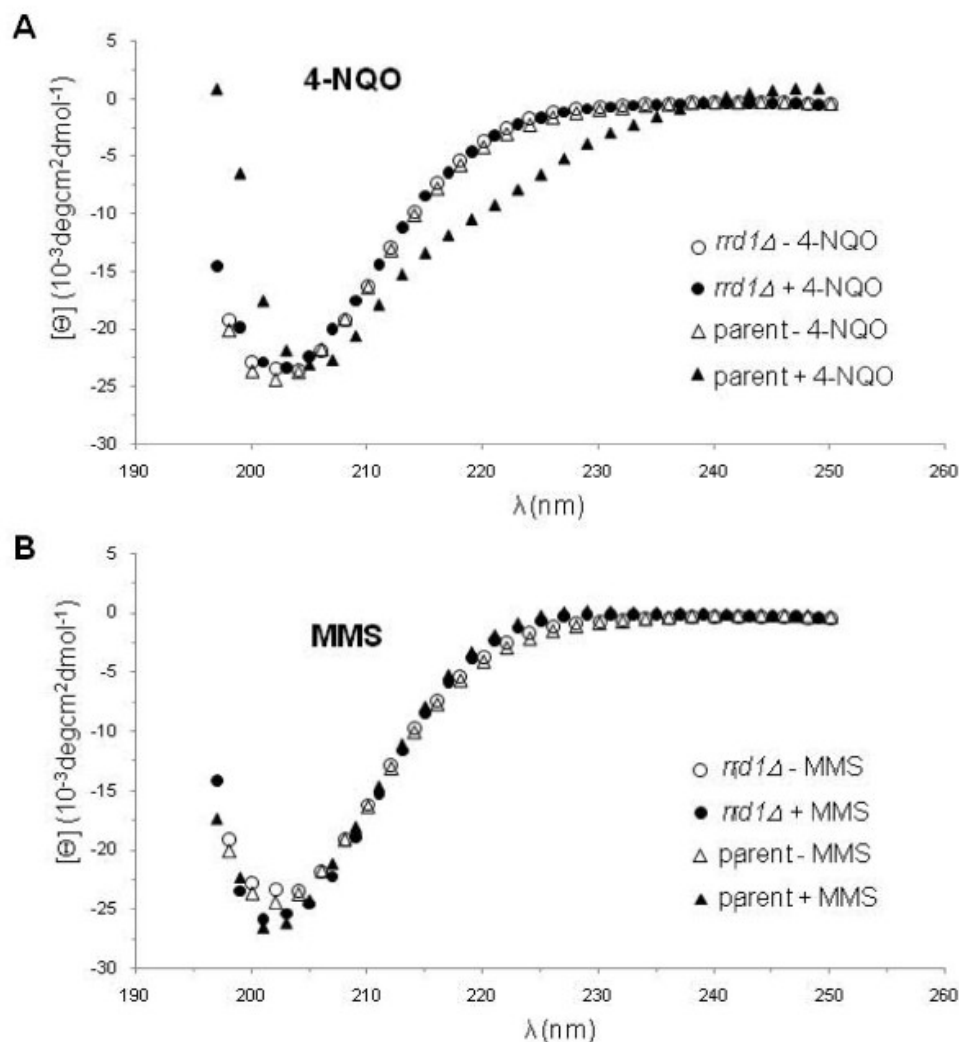 A
4-NQO
[Θ] (10⁻³degcm²dmol⁻¹)
5
0
-5
-10
-15
-20
-25
-30
rrd1Δ - 4-NQO
rrd1Δ + 4-NQO
parent - 4-NQO
parent + 4-NQO
190 200 210 220 230 240 250 260
λ(nm)
B
MMS
[Θ] (10⁻³degcm²dmol⁻¹)
5
0
-5
-10
-15
-20
-25
-30
rrd1Δ - MMS
rrd1Δ + MMS
parent - MMS
parent + MMS
190 200 210 220 230 240 250 260
λ(nm)